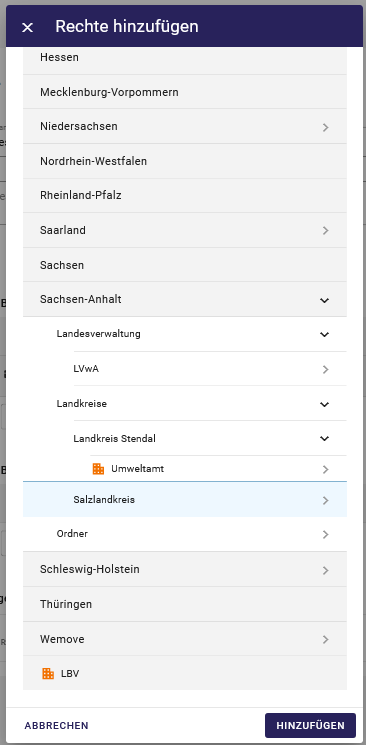 Rechte hinzufügen
Hessen
Mecklenburg-Vorpommern
Niedersachsen
Nordrhein-Westfalen
Rheinland-Pfalz
Saarland
Sachsen
Sachsen-Anhalt
Landesverwaltung
LVwA
Landkreise
Landkreis Stendal
Umweltamt
Salzlandkreis
Ordner
Schleswig-Holstein
Thüringen
Wemove
LBV
ABBRECHEN
HINZUFÜGEN